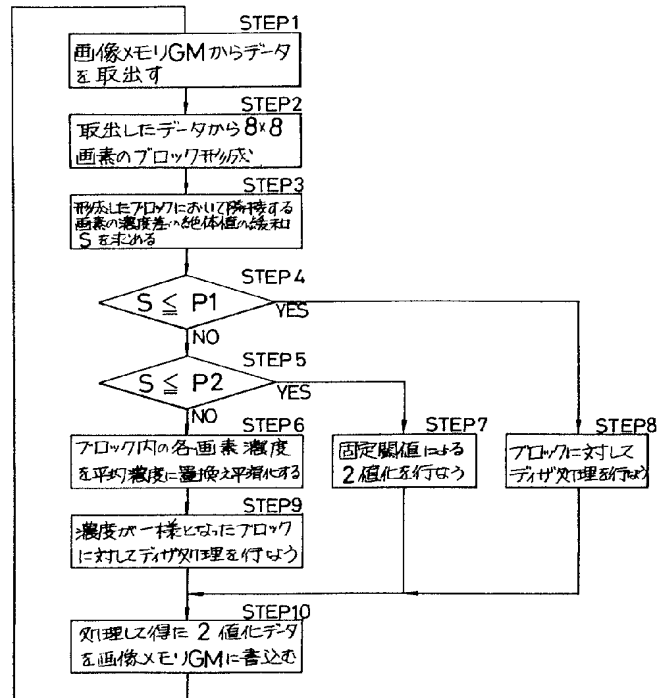 STEP1
画像メモリGMからデータ
を取出す
STEP2
取出したデータから8×8
画素のブロック形成
STEP3
形成したブロックにおいて隣接する
画素の濃度差の絶体値の総和
Sを求める
STEP4
S ≦ P1
YES
NO
STEP5
S ≦ P2
YES
NO
STEP6
ブロック内の各画素濃度
を平均濃度に置換え平滑化する
STEP7
固定閾値による
2値化を行なう
STEP8
ブロックに対して
ディザ処理を行なう
STEP9
濃度が一様となったブロック
に対してディザ処理を行なう
STEP10
処理して得た2値化データ
を画像メモリGMに書込む